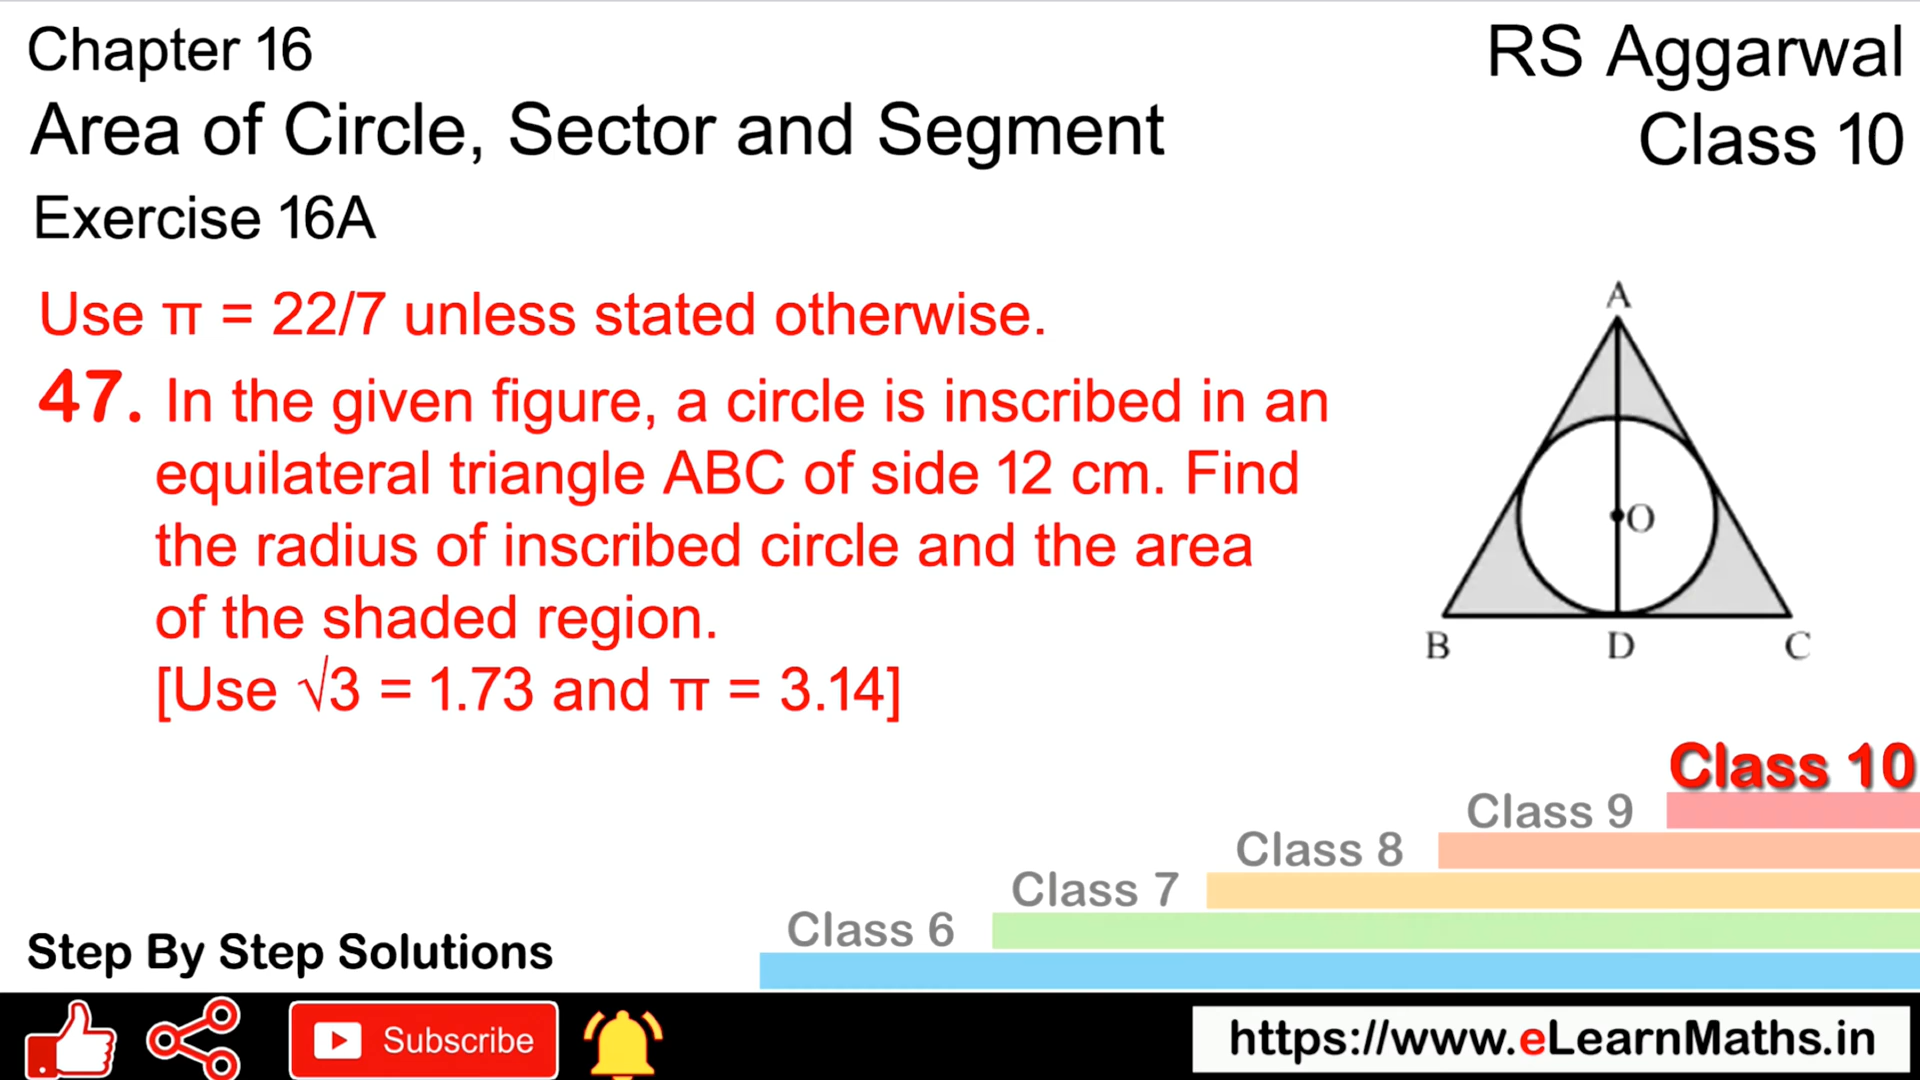 Chapter 16
RS Aggarwal
Area of Circle, Sector and Segment
Class 10
Exercise 16A
Use π = 22/7 unless stated otherwise.
47. In the given figure, a circle is inscribed in an
equilateral triangle ABC of side 12 cm. Find
the radius of inscribed circle and the area
of the shaded region.
[Use √3 = 1.73 and π = 3.14]
A
O
B D C
Class 10
Class 9
Class 8
Class 7
Class 6
Step By Step Solutions
Subscribe
https://www.eLearnMaths.in